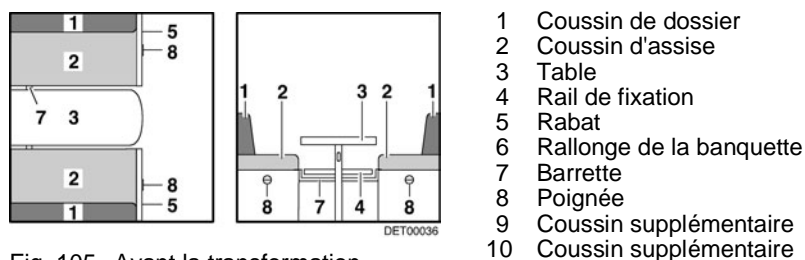 1
5
8
2
7 3
2
8
5
1
1 2 3 2 1
8 7 4 8
DET00036
1 Coussin de dossier
2 Coussin d'assise
3 Table
4 Rail de fixation
5 Rabat
6 Rallonge de la banquette
7 Barrette
8 Poignée
9 Coussin supplémentaire
10 Coussin supplémentaire
Fig. 105 Avant la transformation